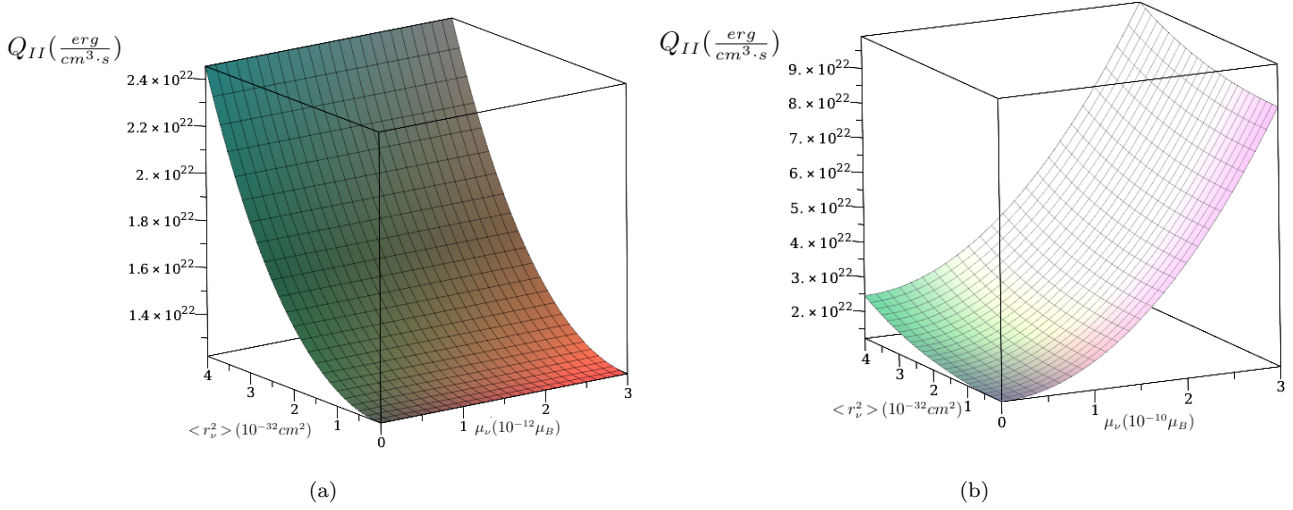 Q_{II}(\frac{erg}{cm^3·s})
2.4 × 10^{22}
2.2 × 10^{22}
2. × 10^{22}
1.8 × 10^{22}
1.6 × 10^{22}
1.4 × 10^{22}
4
3
2
1
0
1
2
3
<r_ν^2>(10^{-32}cm^2)
μ_ν(10^{-12}μ_B)
(a)
Q_{II}(\frac{erg}{cm^3·s})
9. × 10^{22}
8. × 10^{22}
7. × 10^{22}
6. × 10^{22}
5. × 10^{22}
4. × 10^{22}
3. × 10^{22}
2. × 10^{22}
4
3
2
1
0
1
2
3
<r_ν^2>(10^{-32}cm^2)
μ_ν(10^{-10}μ_B)
(b)